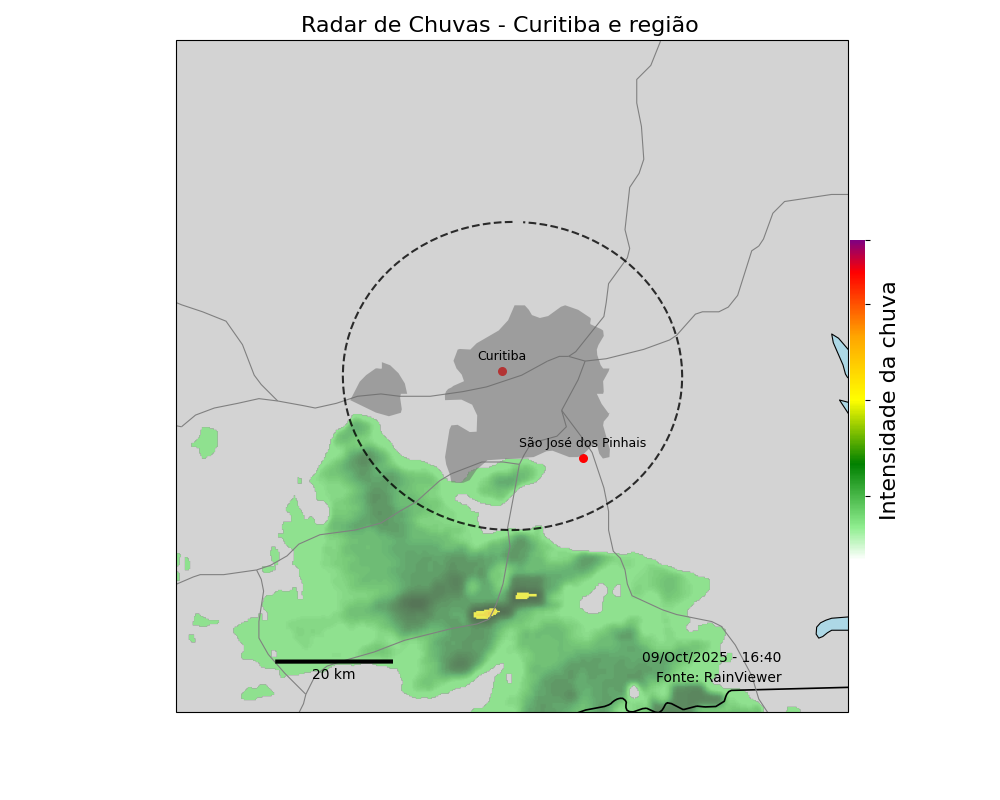 Radar de Chuvas - Curitiba e região
Curitiba
São José dos Pinhais
Intensidade da chuva
09/Oct/2025 - 16:40
Fonte: RainViewer
20 km